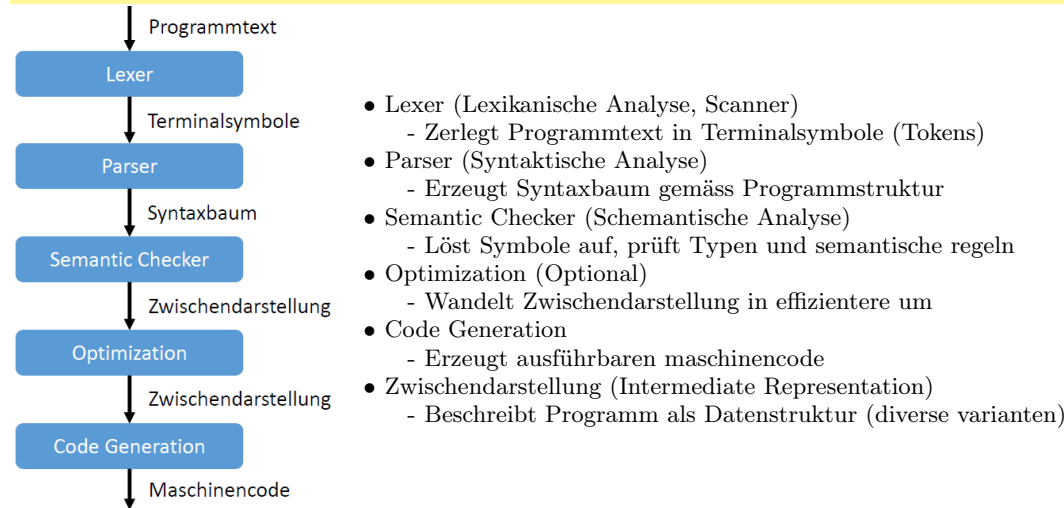 Programmtext
Lexer
Terminalsymbole
Parser
Syntaxbaum
Semantic Checker
Zwischendarstellung
Optimization
Zwischendarstellung
Code Generation
Maschinencode
• Lexer (Lexikanische Analyse, Scanner)
- Zerlegt Programmtext in Terminalsymbole (Tokens)
• Parser (Syntaktische Analyse)
- Erzeugt Syntaxbaum gemäss Programmstruktur
• Semantic Checker (Schemantische Analyse)
- Löst Symbole auf, prüft Typen und semantische regeln
• Optimization (Optional)
- Wandelt Zwischendarstellung in effizientere um
• Code Generation
- Erzeugt ausführbaren maschinencode
• Zwischendarstellung (Intermediate Representation)
- Beschreibt Programm als Datenstruktur (diverse varianten)